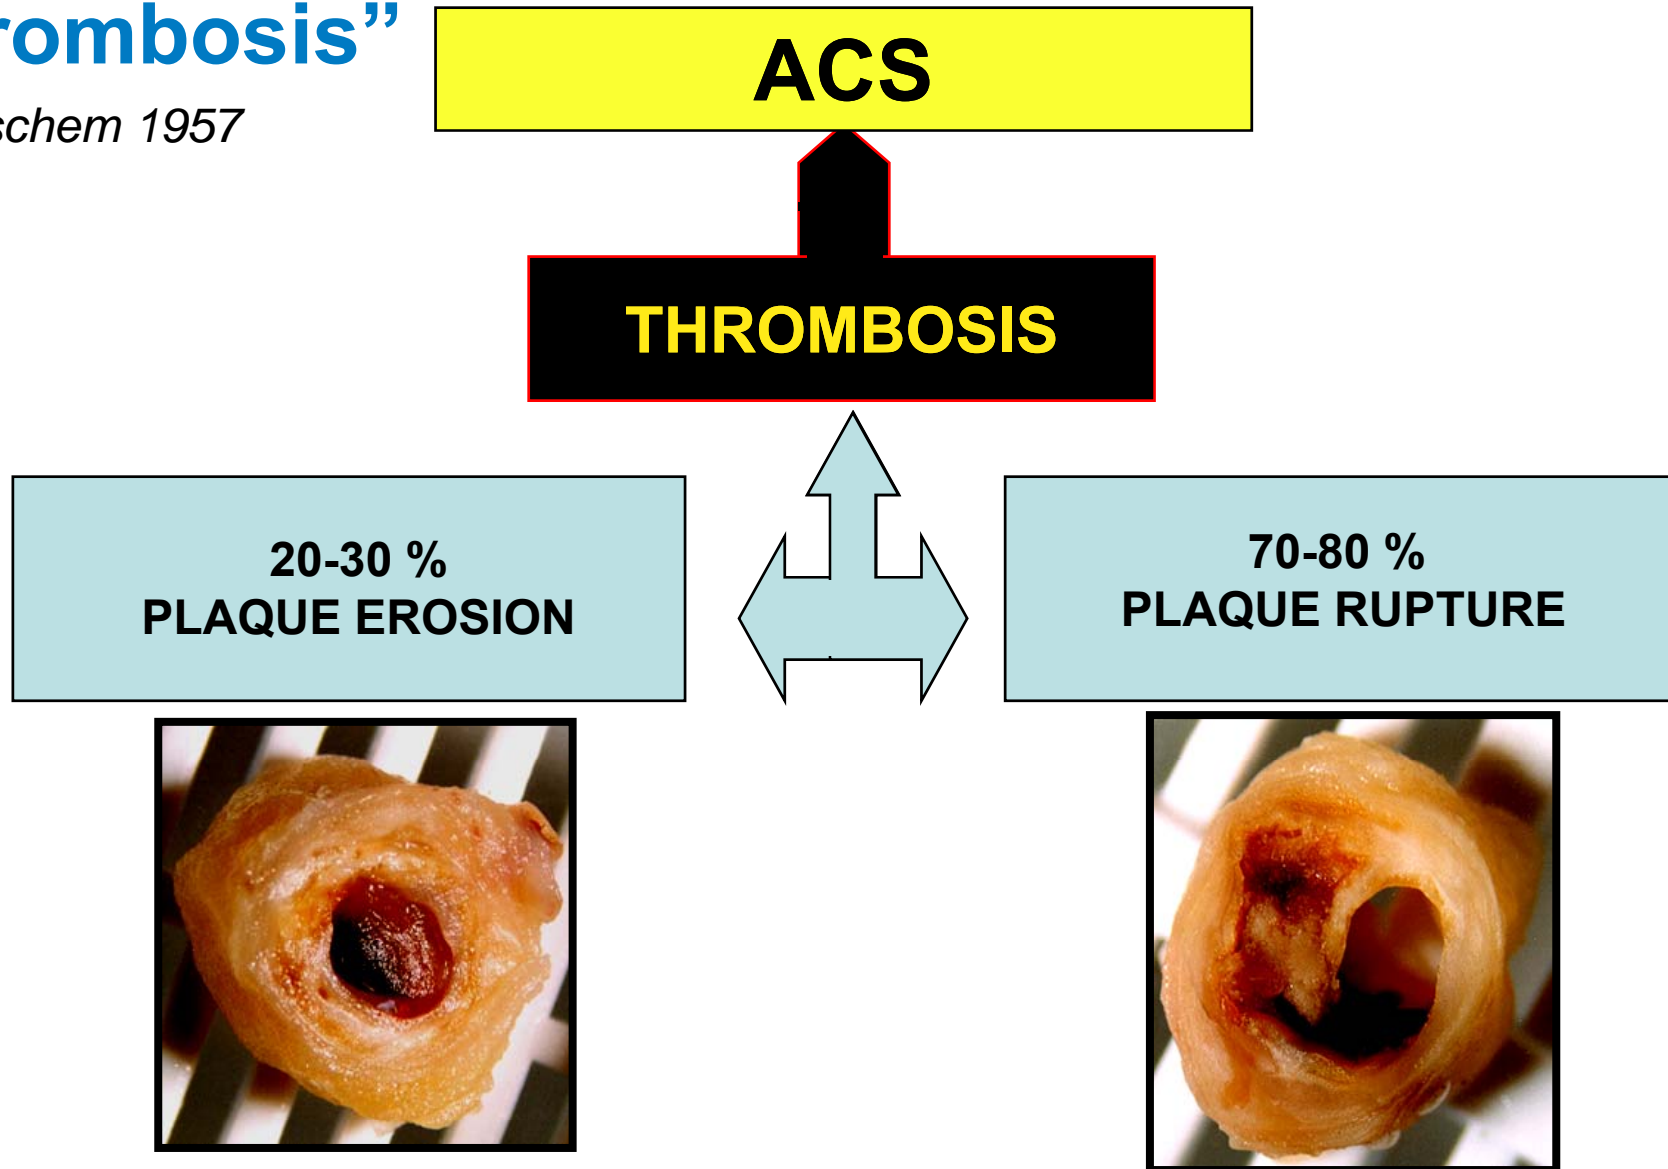 rombosis”
schem 1957
ACS
THROMBOSIS
20-30 %
PLAQUE EROSION
70-80 %
PLAQUE RUPTURE